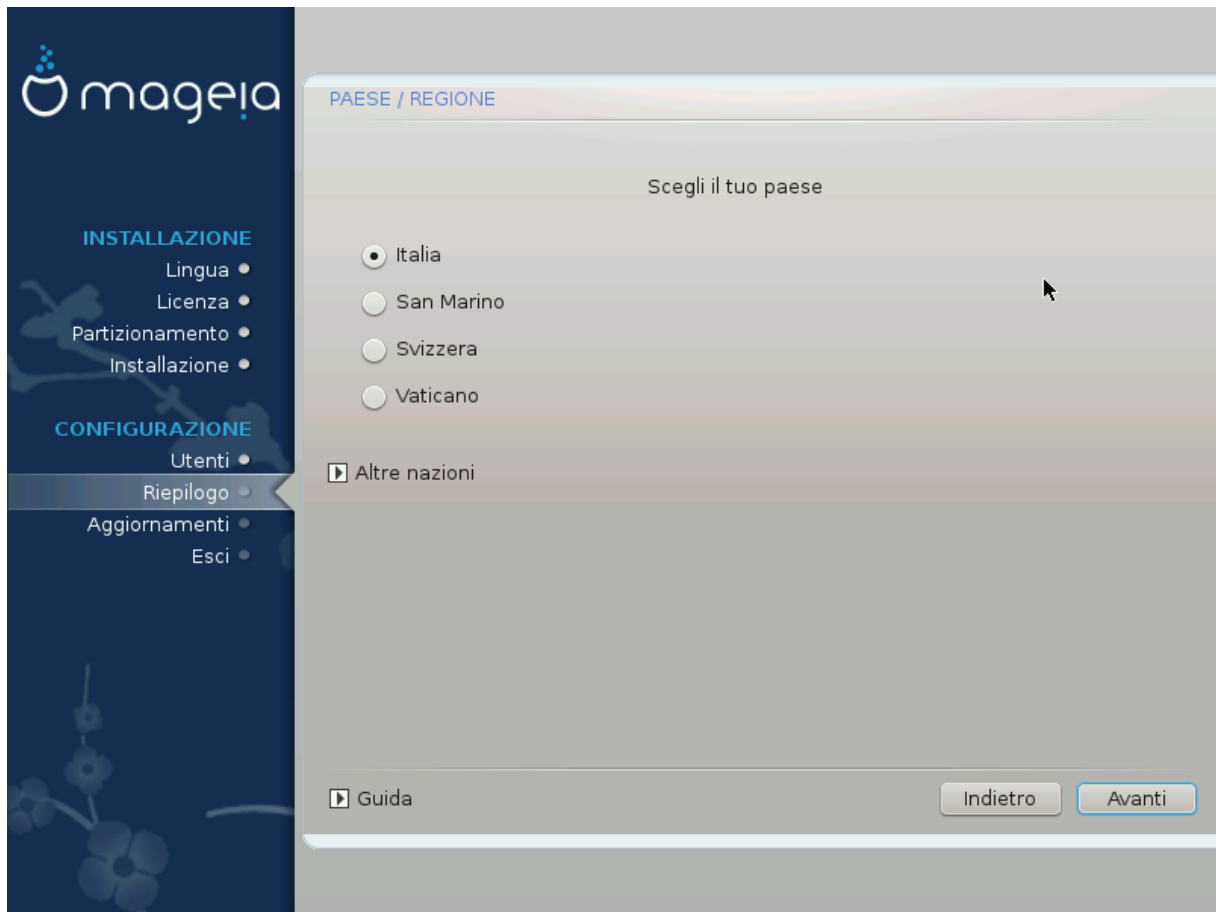 mageia
INSTALLAZIONE
Lingua
Licenza
Partizionamento
Installazione
CONFIGURAZIONE
Utenti
Riepilogo
Aggiornamenti
Esci
PAESE / REGIONE
Scegli il tuo paese
Italia
San Marino
Svizzera
Vaticano
Altre nazioni
Guida
Indietro
Avanti